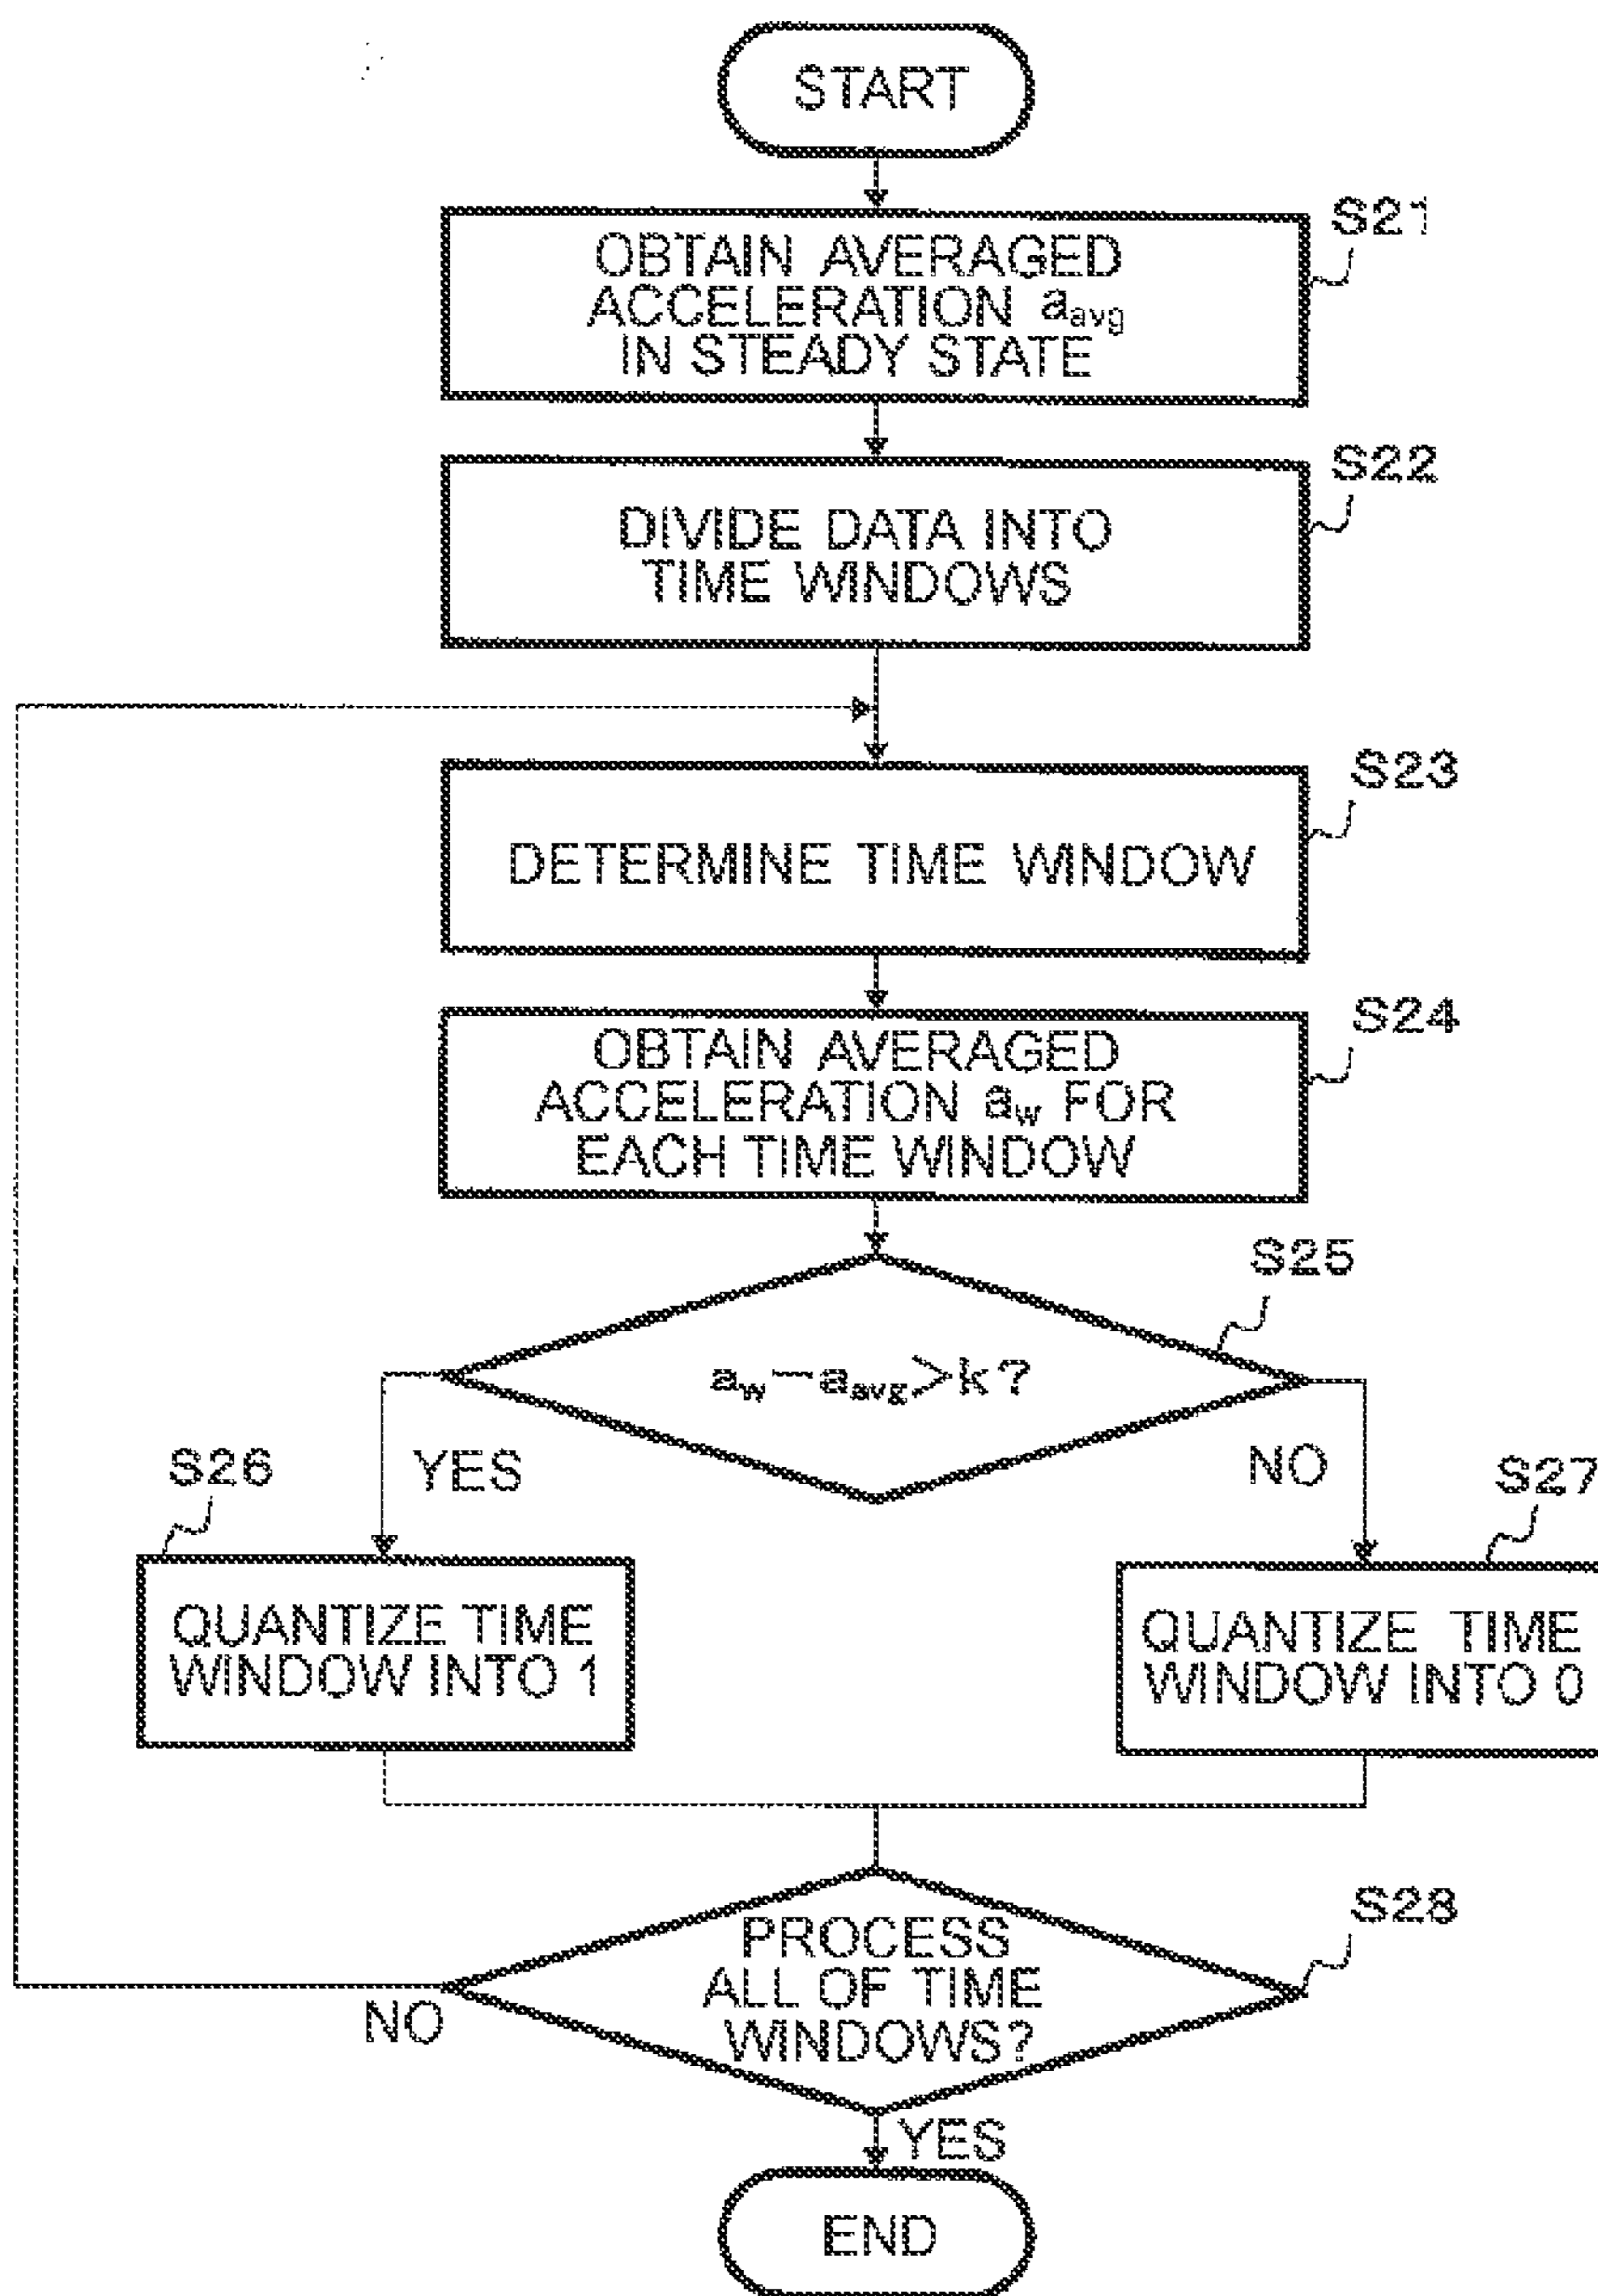 START
S21
OBTAIN AVERAGED
ACCELERATION a_avg
IN STEADY STATE
S22
DIVIDE DATA INTO
TIME WINDOWS
S23
DETERMINE TIME WINDOW
S24
OBTAIN AVERAGED
ACCELERATION a_w FOR
EACH TIME WINDOW
S25
a_w−a_avg>k?
YES
NO
S26
QUANTIZE TIME
WINDOW INTO 1
S27
QUANTIZE TIME
WINDOW INTO 0
S28
PROCESS
ALL OF TIME
WINDOWS?
NO
YES
END